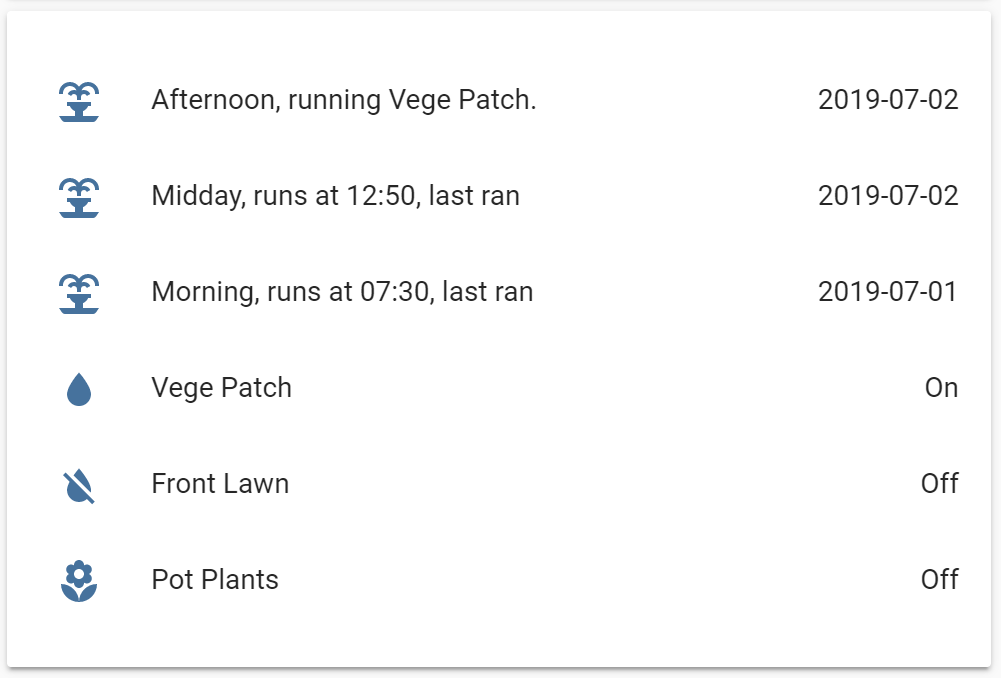 Afternoon, running Vege Patch. 2019-07-02
Midday, runs at 12:50, last ran 2019-07-02
Morning, runs at 07:30, last ran 2019-07-01
Vege Patch On
Front Lawn Off
Pot Plants Off